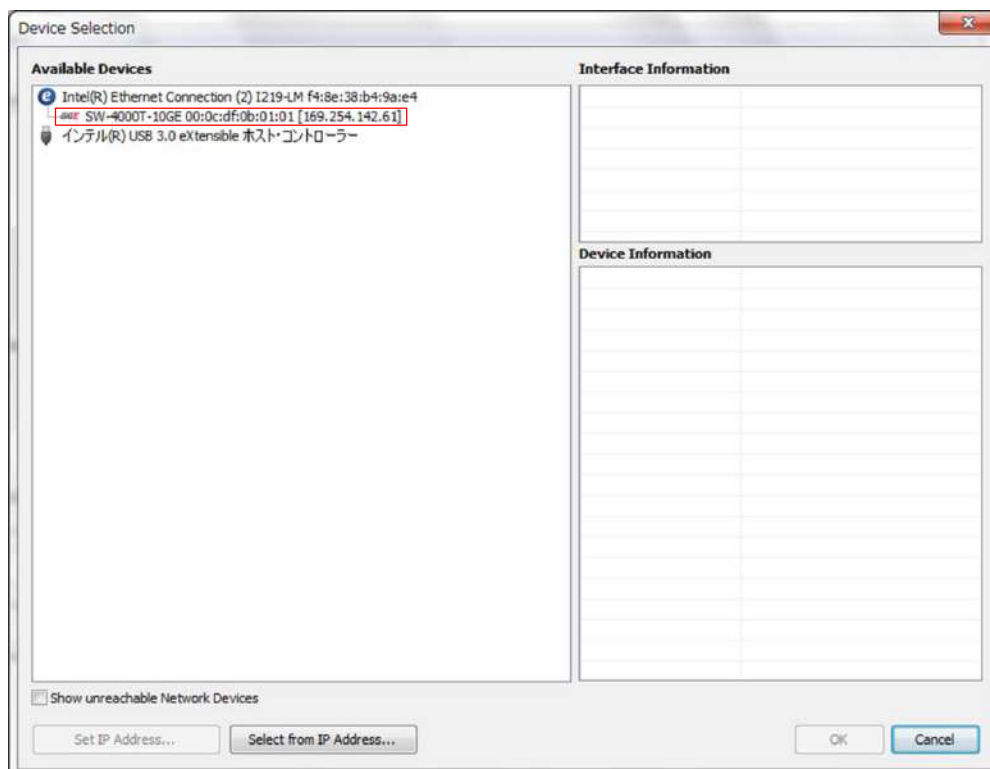 Device Selection
Available Devices
Intel(R) Ethernet Connection (2) I219-LM f4:8e:38:b4:9a:e4
GIGE SW-4000T-10GE 00:0c:df:0b:01:01 [169.254.142.61]
インテル(R) USB 3.0 eXtensible ホスト・コントローラー
Interface Information
Device Information
Show unreachable Network Devices
Set IP Address...
Select from IP Address...
OK
Cancel